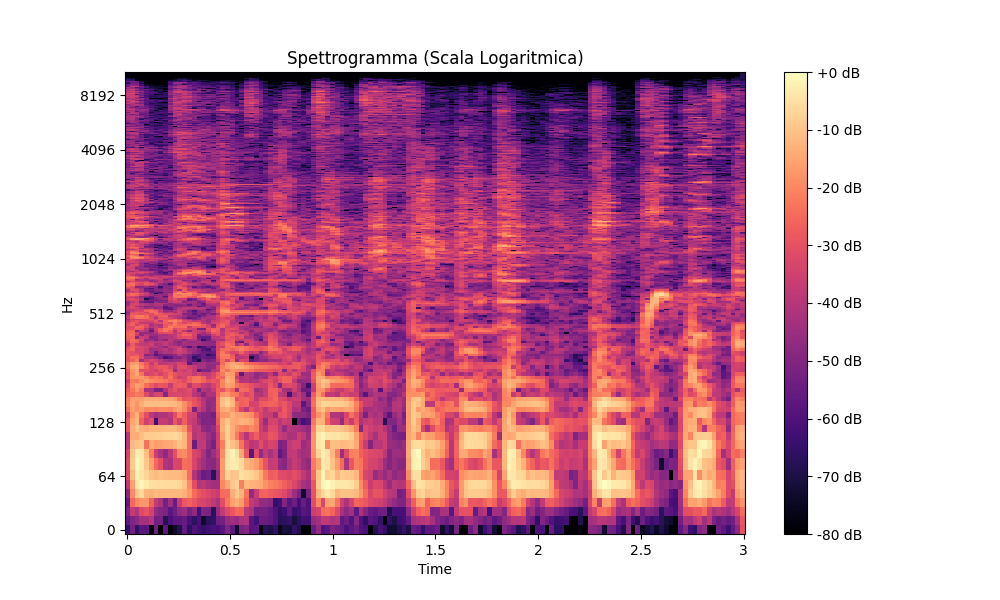 Spettrogramma (Scala Logaritmica)
Hz
8192
4096
2048
1024
512
256
128
64
0
0
0.5
1
1.5
2
2.5
3
Time
+0 dB
-10 dB
-20 dB
-30 dB
-40 dB
-50 dB
-60 dB
-70 dB
-80 dB